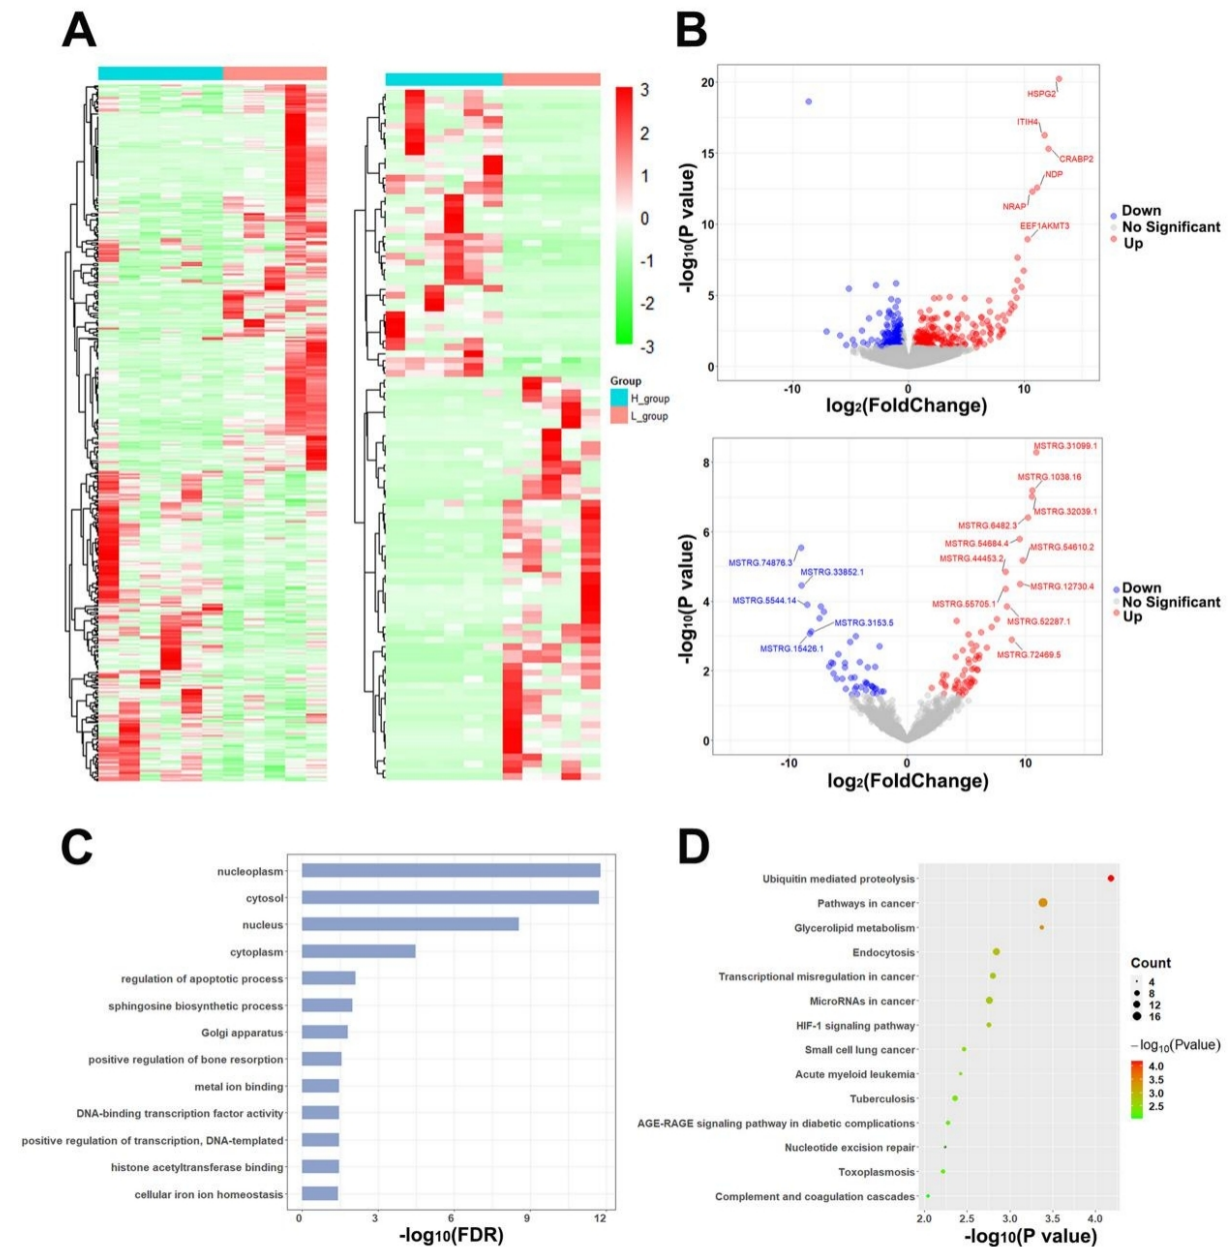 A
3
2
1
0
-1
-2
-3
Group
H_group
L_group
B
-log10(P value)
20
15
10
5
0
-10
0
10
log2(FoldChange)
HSPG2
ITIH4
CRABP2
NDP
NRAP
EEF1AKMT3
Down
No Significant
Up
-log10(P value)
8
6
4
2
0
-10
0
10
log2(FoldChange)
MSTRG.31099.1
MSTRG.1038.16
MSTRG.32039.1
MSTRG.6482.3
MSTRG.54684.4
MSTRG.54610.2
MSTRG.44453.2
MSTRG.12730.4
MSTRG.55705.1
MSTRG.52287.1
MSTRG.72469.5
MSTRG.74876.3
MSTRG.33852.1
MSTRG.5544.14
MSTRG.3153.5
MSTRG.15426.1
Down
No Significant
Up
C
nucleoplasm
cytosol
nucleus
cytoplasm
regulation of apoptotic process
sphingosine biosynthetic process
Golgi apparatus
positive regulation of bone resorption
metal ion binding
DNA-binding transcription factor activity
positive regulation of transcription, DNA-templated
histone acetyltransferase binding
cellular iron ion homeostasis
0
3
6
9
12
-log10(FDR)
D
Ubiquitin mediated proteolysis
Pathways in cancer
Glycerolipid metabolism
Endocytosis
Transcriptional misregulation in cancer
MicroRNAs in cancer
HIF-1 signaling pathway
Small cell lung cancer
Acute myeloid leukemia
Tuberculosis
AGE-RAGE signaling pathway in diabetic complications
Nucleotide excision repair
Toxoplasmosis
Complement and coagulation cascades
2.0
2.5
3.0
3.5
4.0
-log10(P value)
Count
4
8
12
16
−log10(Pvalue)
4.0
3.5
3.0
2.5